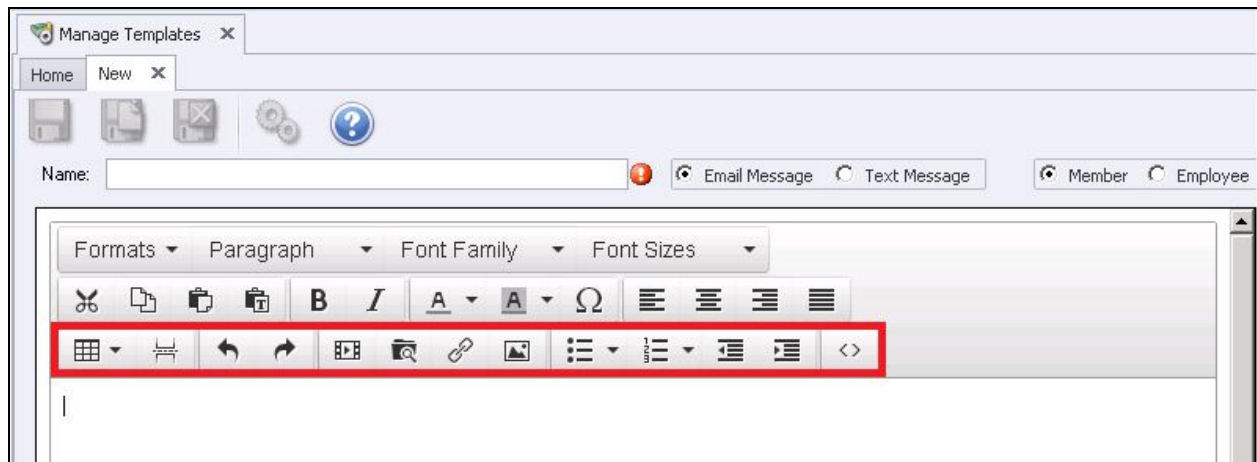 Manage Templates
Home New
Name: Email Message Text Message Member Employee
Formats Paragraph Font Family Font Sizes
B I A A Ω